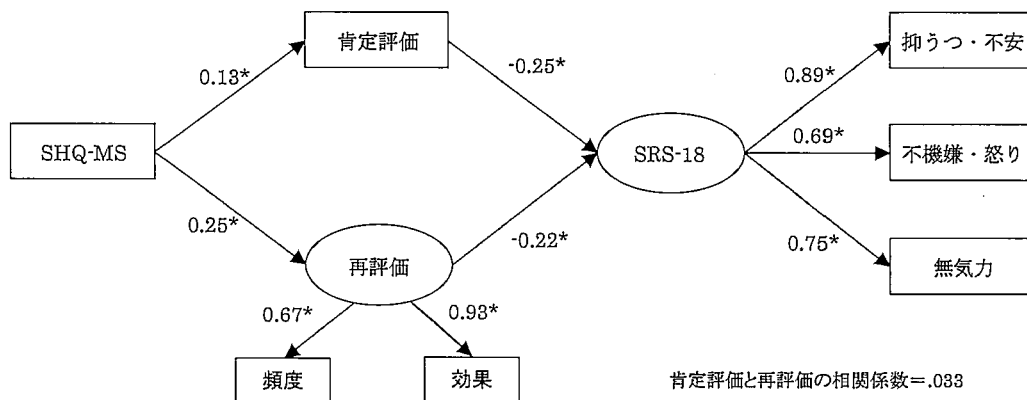 肯定評価
抑うつ・不安
0.13*
-0.25*
0.89*
SHQ-MS
SRS-18
0.69*
不機嫌・怒り
0.25*
-0.22*
0.75*
再評価
無気力
0.67*
0.93*
頻度
効果
肯定評価と再評価の相関係数=.033